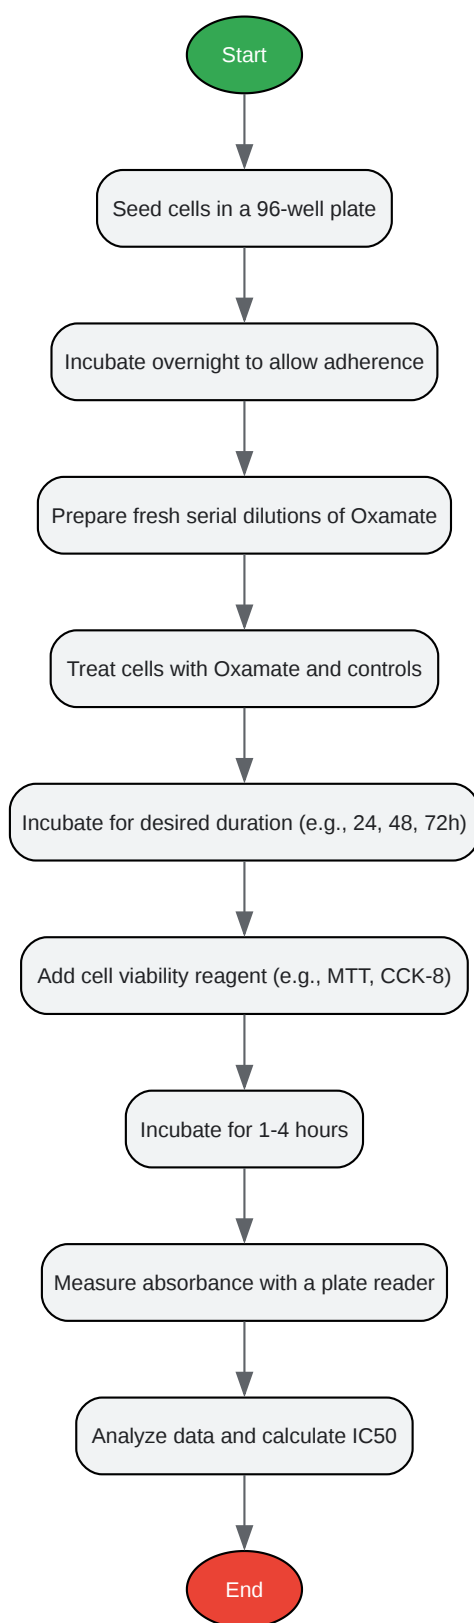 Start
Seed cells in a 96-well plate
Incubate overnight to allow adherence
Prepare fresh serial dilutions of Oxamate
Treat cells with Oxamate and controls
Incubate for desired duration (e.g., 24, 48, 72h)
Add cell viability reagent (e.g., MTT, CCK-8)
Incubate for 1-4 hours
Measure absorbance with a plate reader
Analyze data and calculate IC50
End